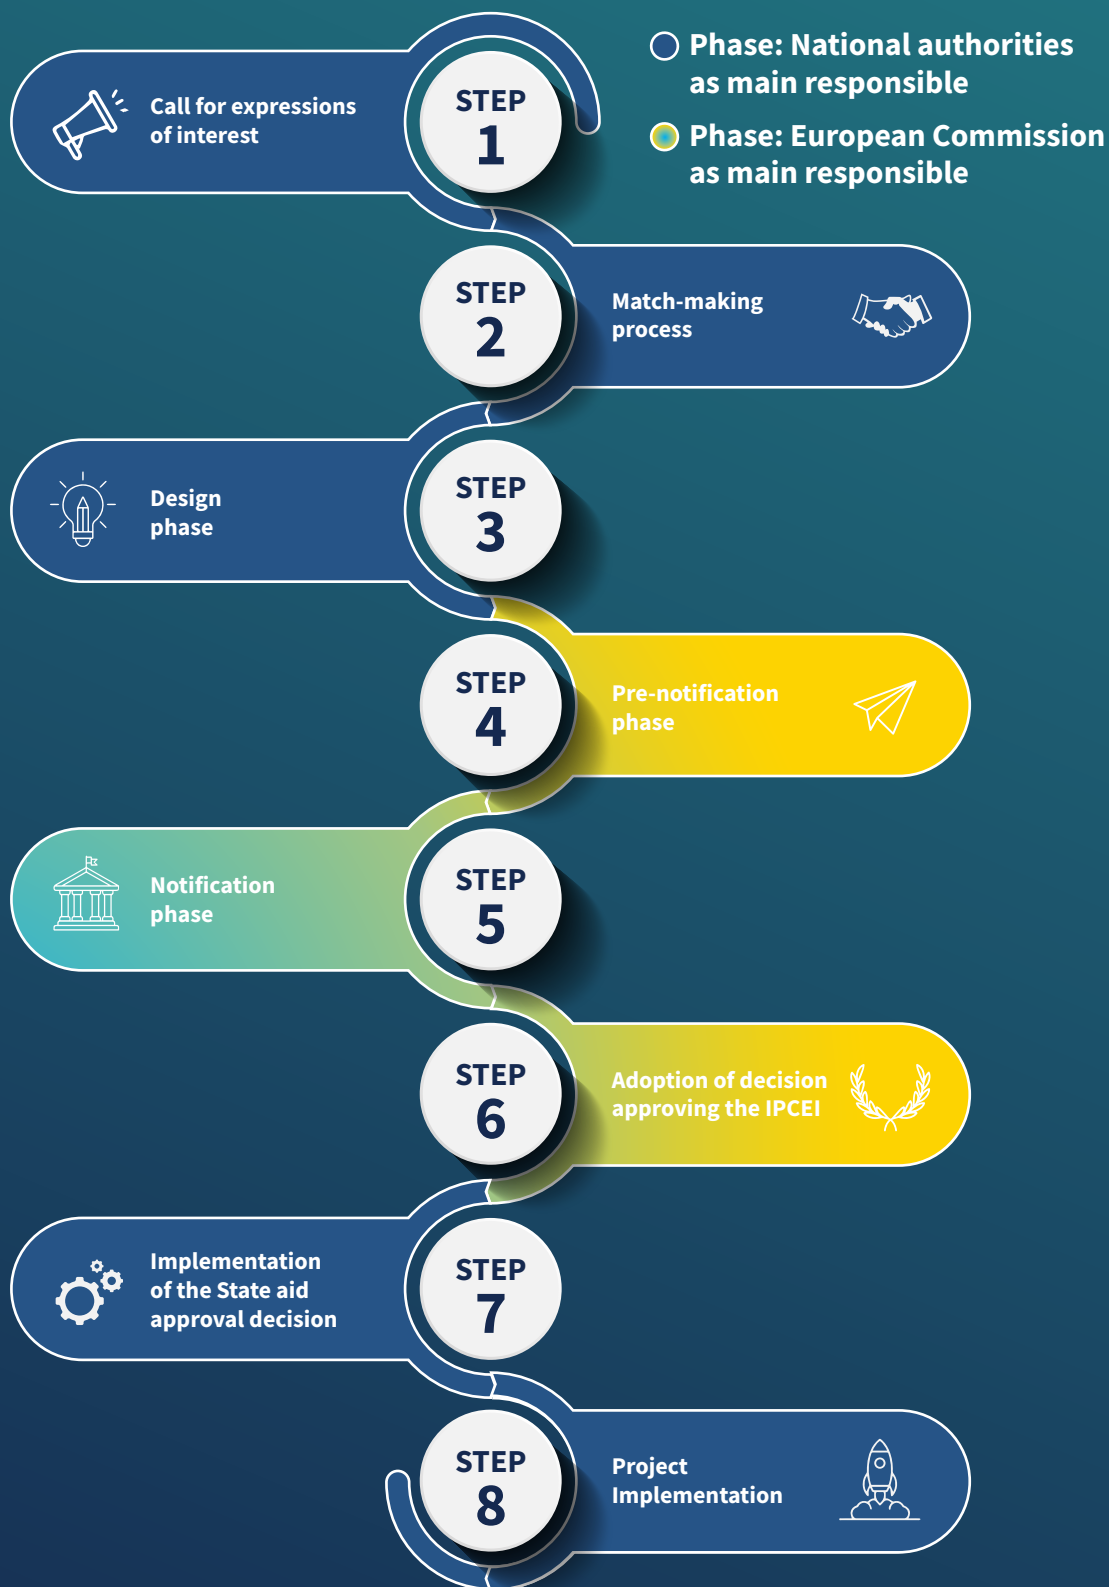 Phase: National authorities
as main responsible
Phase: European Commission
as main responsible
Call for expressions
of interest
STEP
1
STEP
2
Match-making
process
Design
phase
STEP
3
STEP
4
Pre-notification
phase
Notification
phase
STEP
5
STEP
6
Adoption of decision
approving the IPCEI
Implementation
of the State aid
approval decision
STEP
7
STEP
8
Project
Implementation